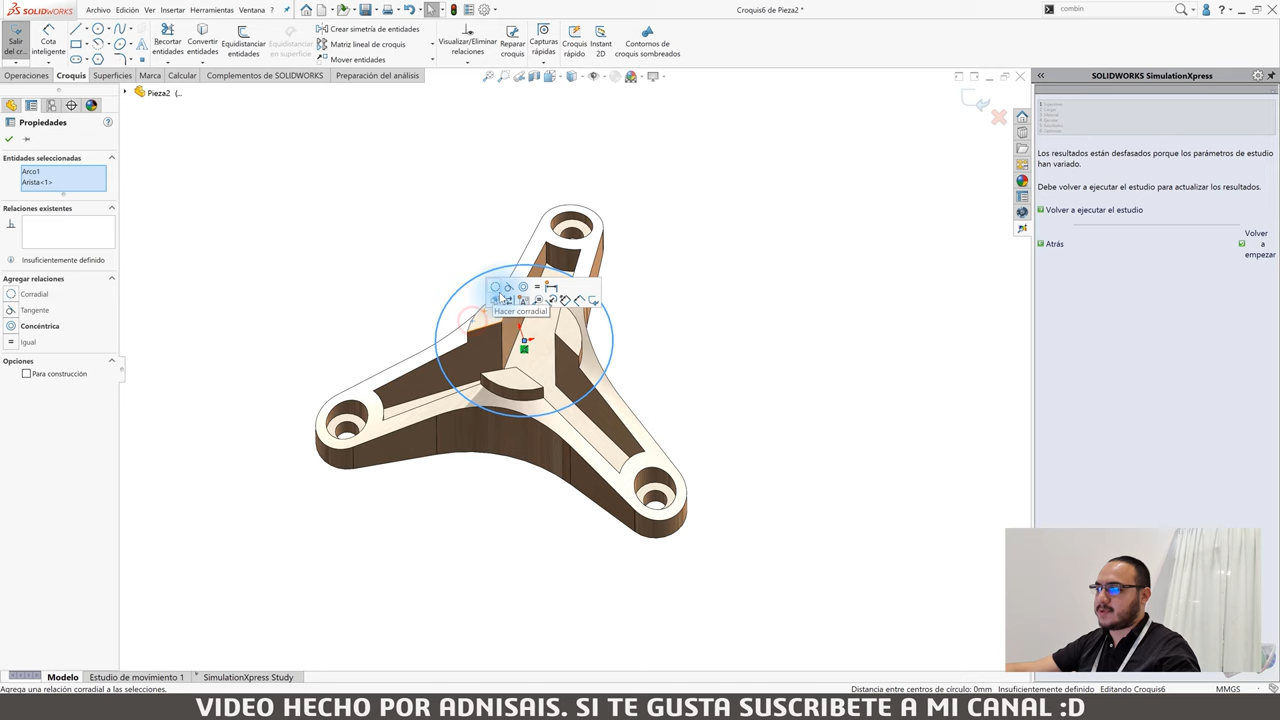 SOLIDWORKS
Archivo Edición Ver Insertar Herramientas Ventana
Croquis6 de Pieza2 *
combin
Salir del cr...
Cota inteligente
Recortar entidades
Convertir entidades
Equidistanciar entidades
Equidistanciar en superficie
Crear simetría de entidades
Matriz lineal de croquis
Mover entidades
Visualizar/Eliminar relaciones
Reparar croquis
Capturas rápidas
Croquis rápido
Instant 2D
Contornos de croquis sombreados
Operaciones Croquis Superficies Marca Calcular Complementos de SOLIDWORKS Preparación del análisis
SOLIDWORKS SimulationXpress
Pieza2 (...
Propiedades
Entidades seleccionadas
Arco1
Arista<1>
Relaciones existentes
Insuficientemente definido
Agregar relaciones
Corradial
Tangente
Concéntrica
Igual
Opciones
Para construcción
Hacer corradial
Los resultados están desfasados porque los parámetros de estudio
han variado.
Debe volver a ejecutar el estudio para actualizar los resultados.
Volver a ejecutar el estudio
Atrás
Volver
a
empezar
Modelo Estudio de movimiento 1 SimulationXpress Study
Agrega una relación corradial a las selecciones.
Distancia entre centros de círculo: 0mm Insuficientemente definido Editando Croquis6 MMGS
VIDEO HECHO POR ADNISAIS. SI TE GUSTA SUSCRIBETE A MI CANAL :D